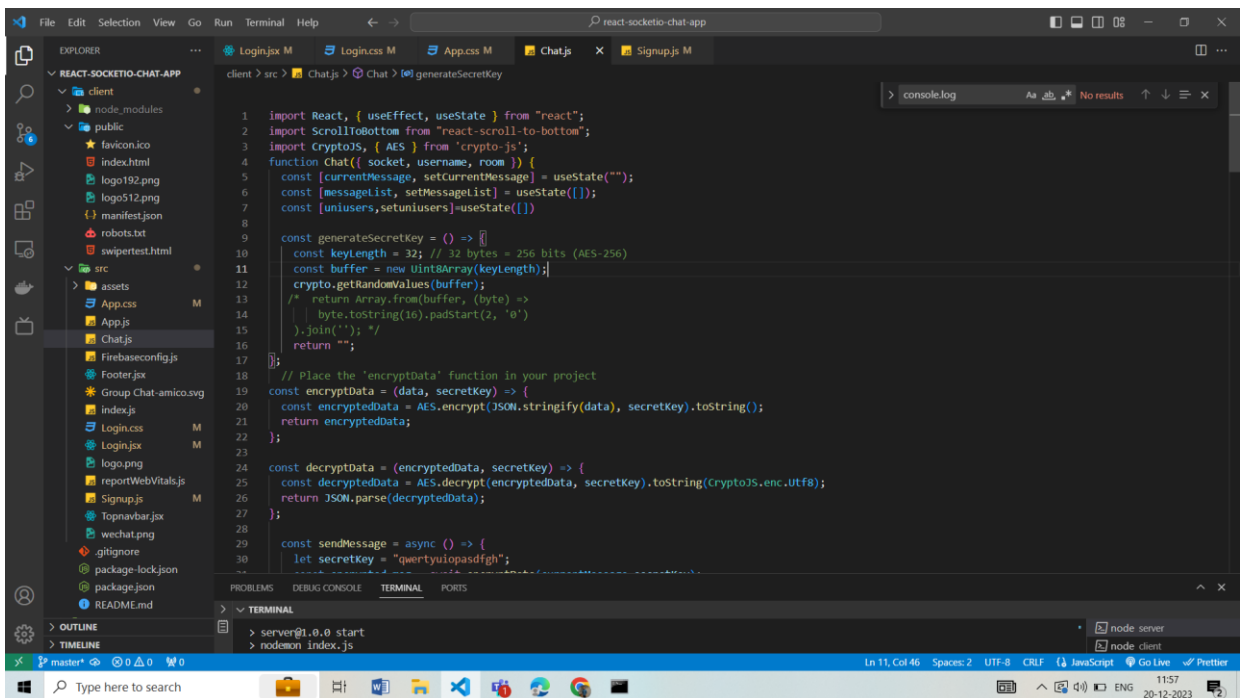 File Edit Selection View Go Run Terminal Help
react-socketio-chat-app
EXPLORER
REACT-SOCKETIO-CHAT-APP
client
node_modules
public
favicon.ico
index.html
logo192.png
logo512.png
manifest.json
robots.txt
swipertest.html
src
assets
App.css M
App.js
Chat.js
Firebaseconfig.js
Footer.jsx
Group Chat-amico.svg
index.js
Login.css M
Login.jsx M
logo.png
reportWebVitals.js
Signup.js M
Topnavbar.jsx
wechat.png
.gitignore
package-lock.json
package.json
README.md
OUTLINE
TIMELINE
Login.jsx M Login.css M App.css M Chat.js Signup.js M
client > src > Chat.js > Chat > generateSecretKey
console.log Aa ab No results
1 import React, { useEffect, useState } from "react";
2 import ScrollToBottom from "react-scroll-to-bottom";
3 import CryptoJS, { AES } from 'crypto-js';
4 function Chat({ socket, username, room }) {
5 const [currentMessage, setCurrentMessage] = useState("");
6 const [messageList, setMessageList] = useState([]);
7 const [uniusers,setuniusers]=useState([])
8
9 const generateSecretKey = () => {
10 const keyLength = 32; // 32 bytes = 256 bits (AES-256)
11 const buffer = new Uint8Array(keyLength);
12 crypto.getRandomValues(buffer);
13 /* return Array.from(buffer, (byte) =>
14 byte.toString(16).padStart(2, '0')
15 ).join(''); */
16 return "";
17 };
18 // Place the 'encryptData' function in your project
19 const encryptData = (data, secretKey) => {
20 const encryptedData = AES.encrypt(JSON.stringify(data), secretKey).toString();
21 return encryptedData;
22 };
23
24 const decryptData = (encryptedData, secretKey) => {
25 const decryptedData = AES.decrypt(encryptedData, secretKey).toString(CryptoJS.enc.Utf8);
26 return JSON.parse(decryptedData);
27 };
28
29 const sendMessage = async () => {
30 let secretKey = "qwertyuiopasdfgh";
PROBLEMS DEBUG CONSOLE TERMINAL PORTS
TERMINAL
> server@1.0.0 start
> nodemon index.js
node server
node client
master* 0 0 0 Ln 11, Col 46 Spaces: 2 UTF-8 CRLF JavaScript Go Live Prettier
Type here to search
ENG 11:57
20-12-2023